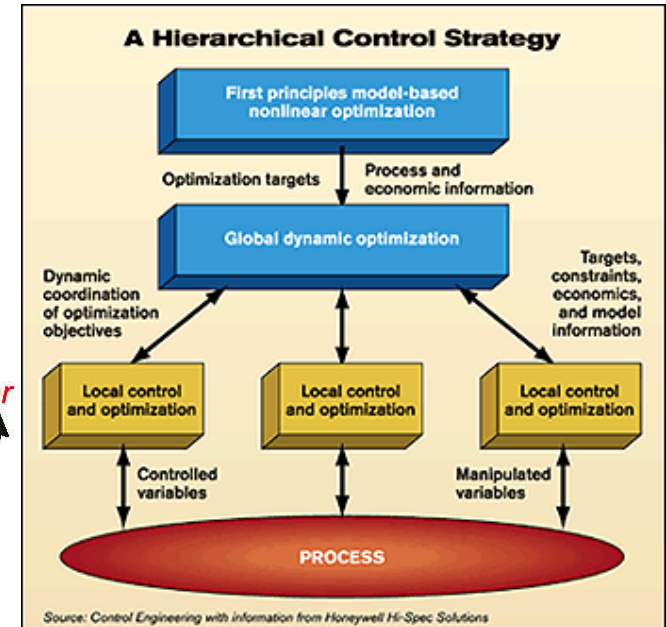 A Hierarchical Control Strategy
First principles model-based
nonlinear optimization
Optimization targets
Process and
economic information
Global dynamic optimization
Dynamic
coordination
of optimization
objectives
Targets,
constraints,
economics,
and model
information
Local control
and optimization
Local control
and optimization
Local control
and optimization
Controlled
variables
Manipulated
variables
PROCESS
Source: Control Engineering with information from Honeywell Hi-Spec Solutions